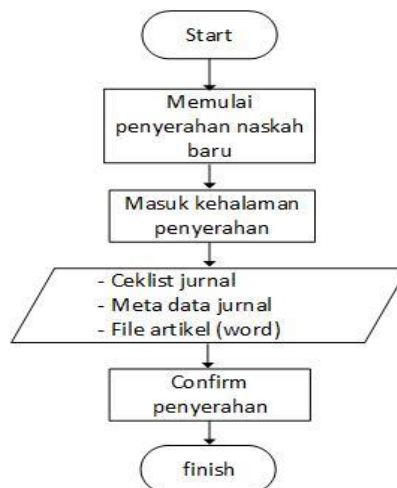 Start
Memulai
penyerahan naskah
baru
Masuk kehalaman
penyerahan
- Ceklist jurnal
- Meta data jurnal
- File artikel (word)
Confirm
penyerahan
finish